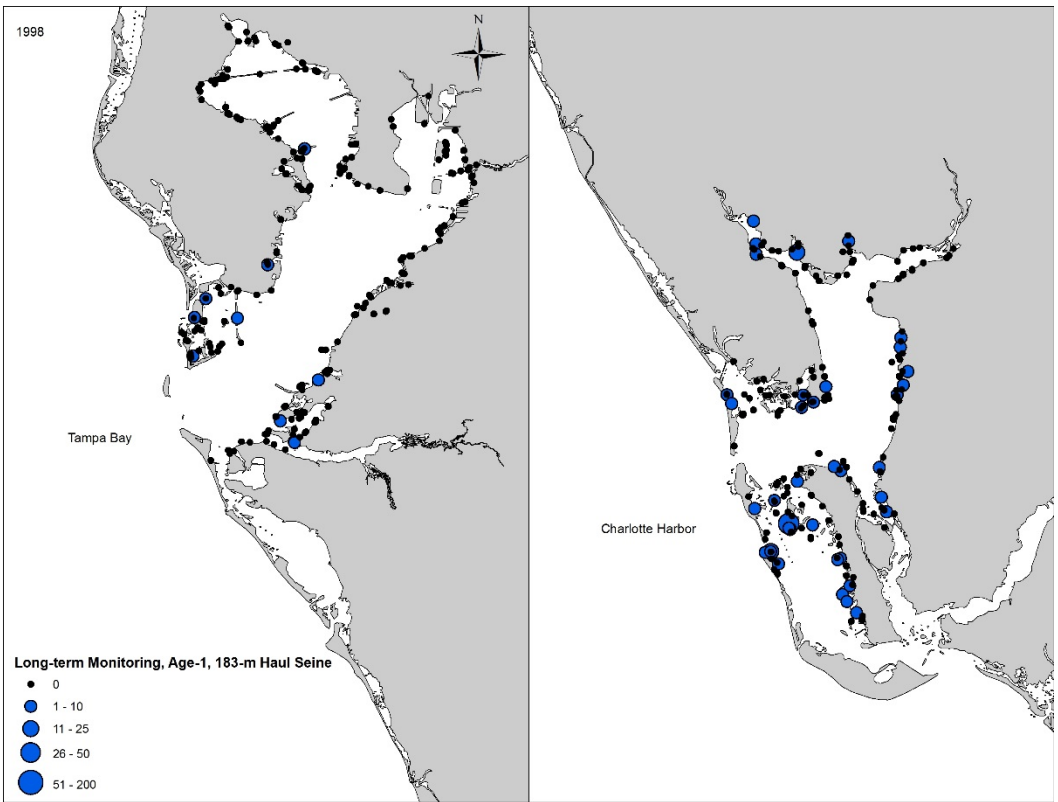 1998
N
Tampa Bay
Charlotte Harbor
Long-term Monitoring, Age-1, 183-m Haul Seine
0
1 - 10
11 - 25
26 - 50
51 - 200